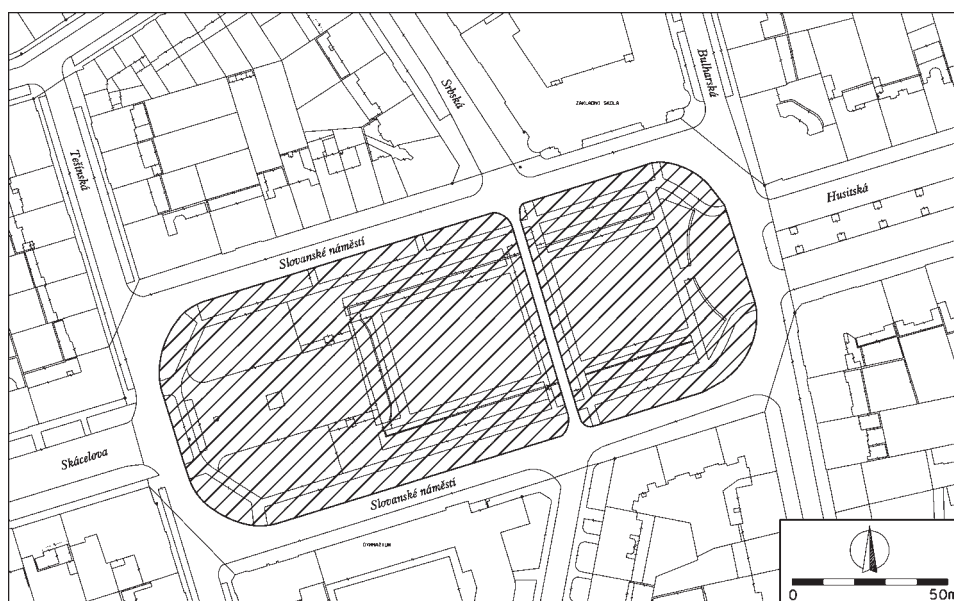 Srbská
Bulharská
ZÁKLADNÍ ŠKOLA
Těšínská
Husitská
Slovanské náměstí
Skácelova
Slovanské náměstí
GYMNÁZIUM
0 50m